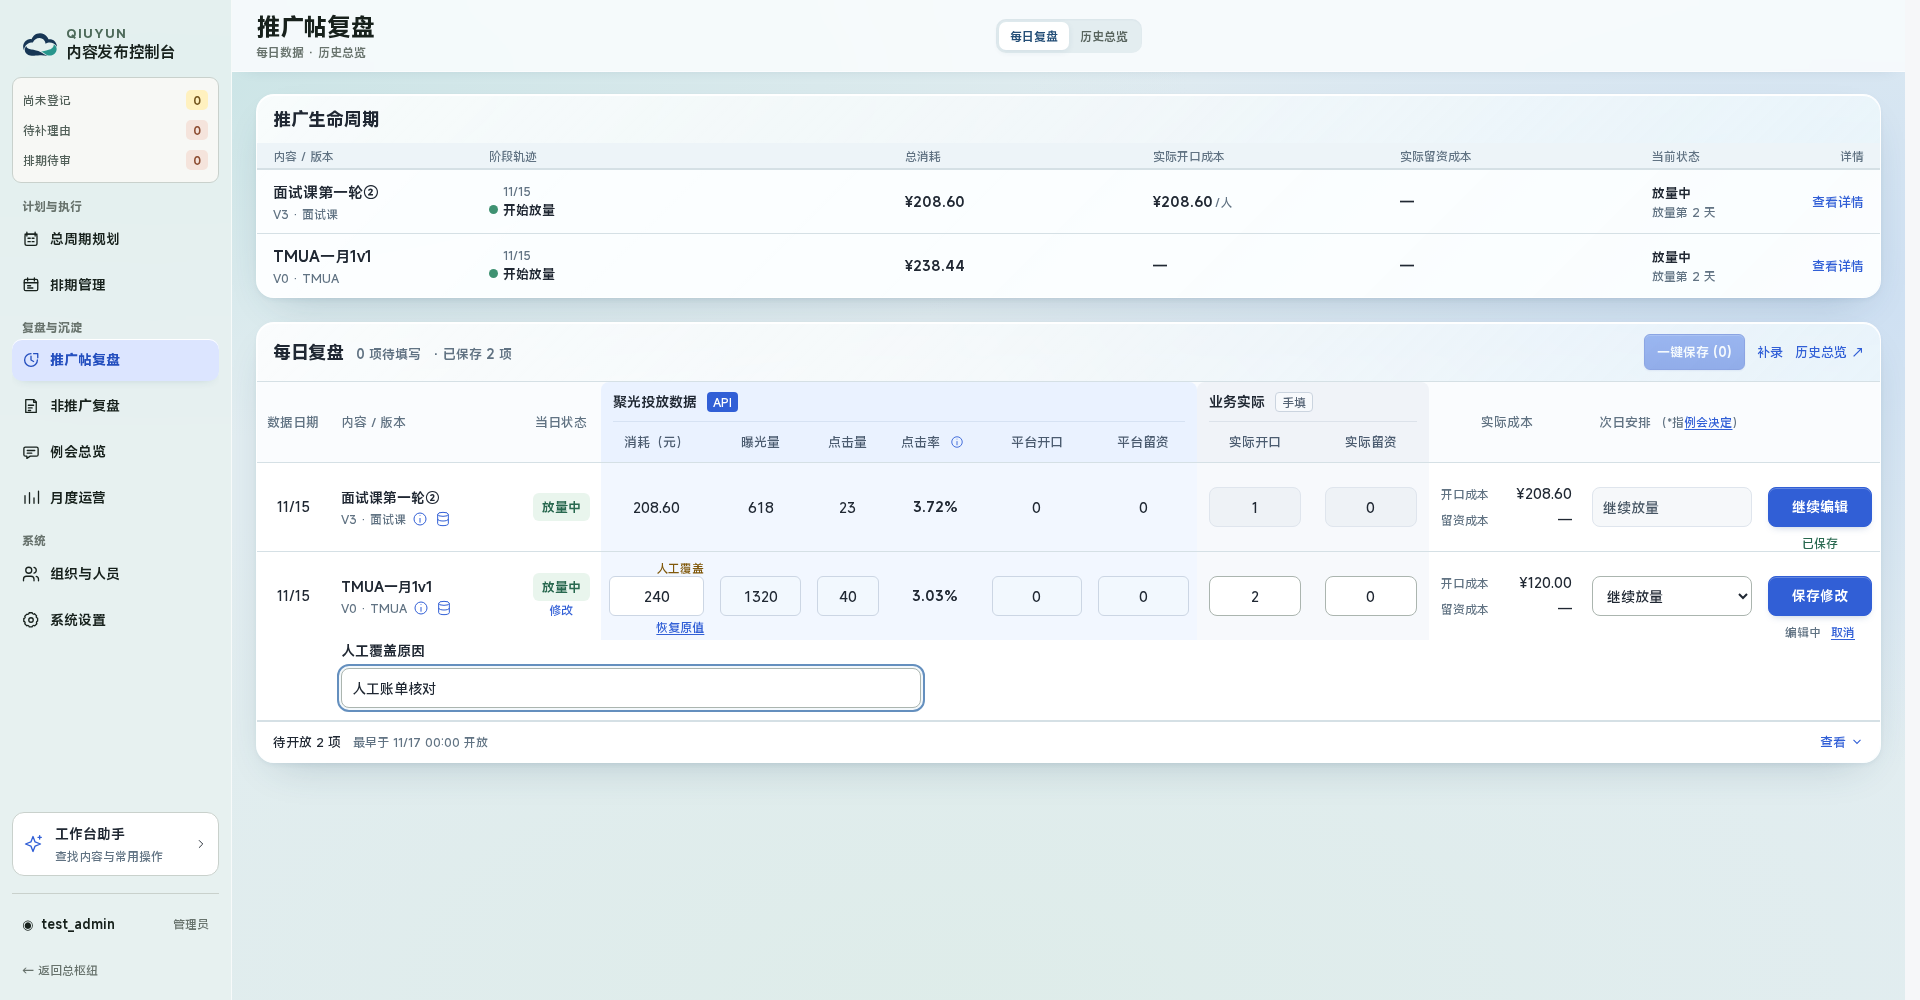 QIUYUN
内容发布控制台
尚未登记 0
待补理由 0
排期待审 0
计划与执行
总周期规划
排期管理
复盘与沉淀
推广帖复盘
非推广复盘
例会总览
月度运营
系统
组织与人员
系统设置
工作台助手
查找内容与常用操作
test_admin 管理员
← 返回总枢纽
推广帖复盘
每日数据 · 历史总览
每日复盘 历史总览
推广生命周期
内容 / 版本 阶段轨迹 总消耗 实际开口成本 实际留资成本 当前状态 详情
面试课第一轮② 11/15 ¥208.60 ¥208.60 /人 — 放量中 查看详情
V3 · 面试课 开始放量 放量第 2 天
TMUA一月1v1 11/15 ¥238.44 — — 放量中 查看详情
V0 · TMUA 开始放量 放量第 2 天
每日复盘 0 项待填写 · 已保存 2 项 一键保存 (0) 补录 历史总览 ↗
聚光投放数据 API 业务实际 手填
数据日期 内容 / 版本 当日状态 实际成本 次日安排 (*指例会决定)
消耗（元） 曝光量 点击量 点击率 平台开口 平台留资 实际开口 实际留资
11/15 面试课第一轮② 放量中 208.60 618 23 3.72% 0 0 1 0 开口成本 ¥208.60 继续放量 继续编辑
V3 · 面试课 留资成本 —
已保存
人工覆盖
11/15 TMUA一月1v1 放量中 240 1320 40 3.03% 0 0 2 0 开口成本 ¥120.00 继续放量 保存修改
V0 · TMUA 修改 留资成本 —
恢复原值 编辑中 取消
人工覆盖原因
人工账单核对
待开放 2 项 最早于 11/17 00:00 开放 查看